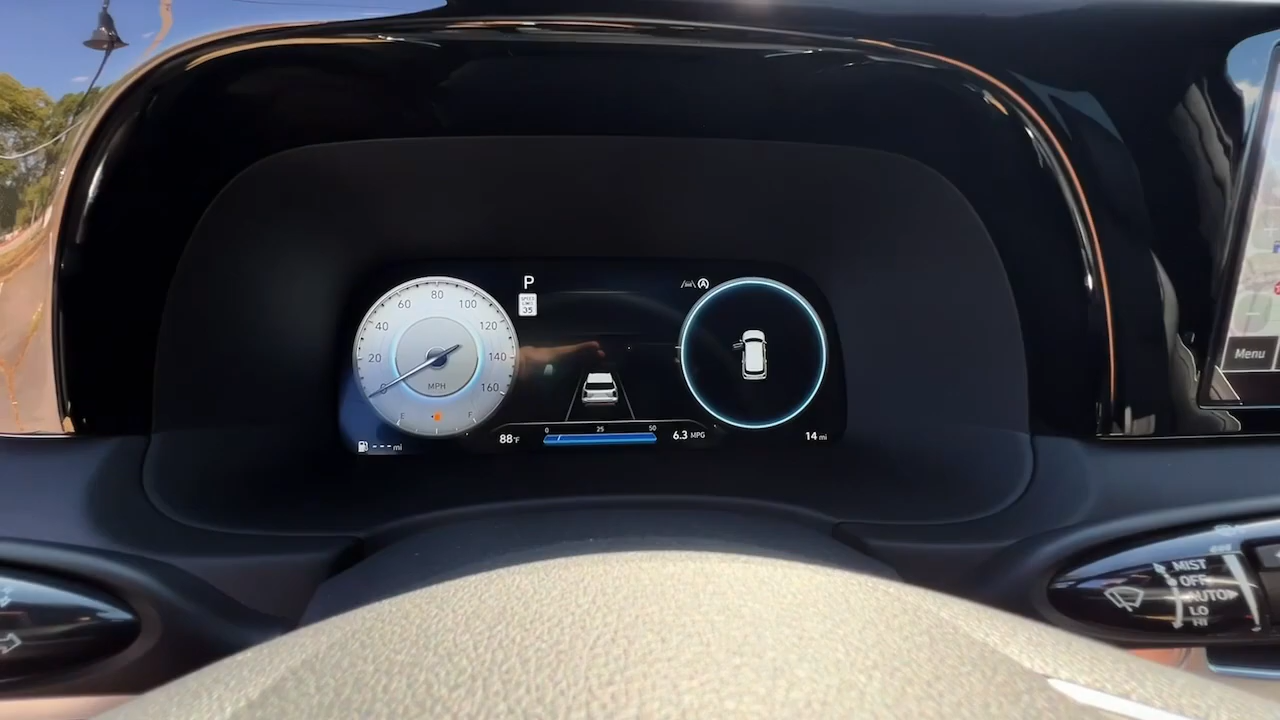 P
SPEED
LIMIT
35
0
20
40
60
80
100
120
140
160
MPH
E
F
--- mi
88°F
0
25
50
6.3 MPG
A
14 mi
Menu
MIST
OFF
AUTO
LO
HI